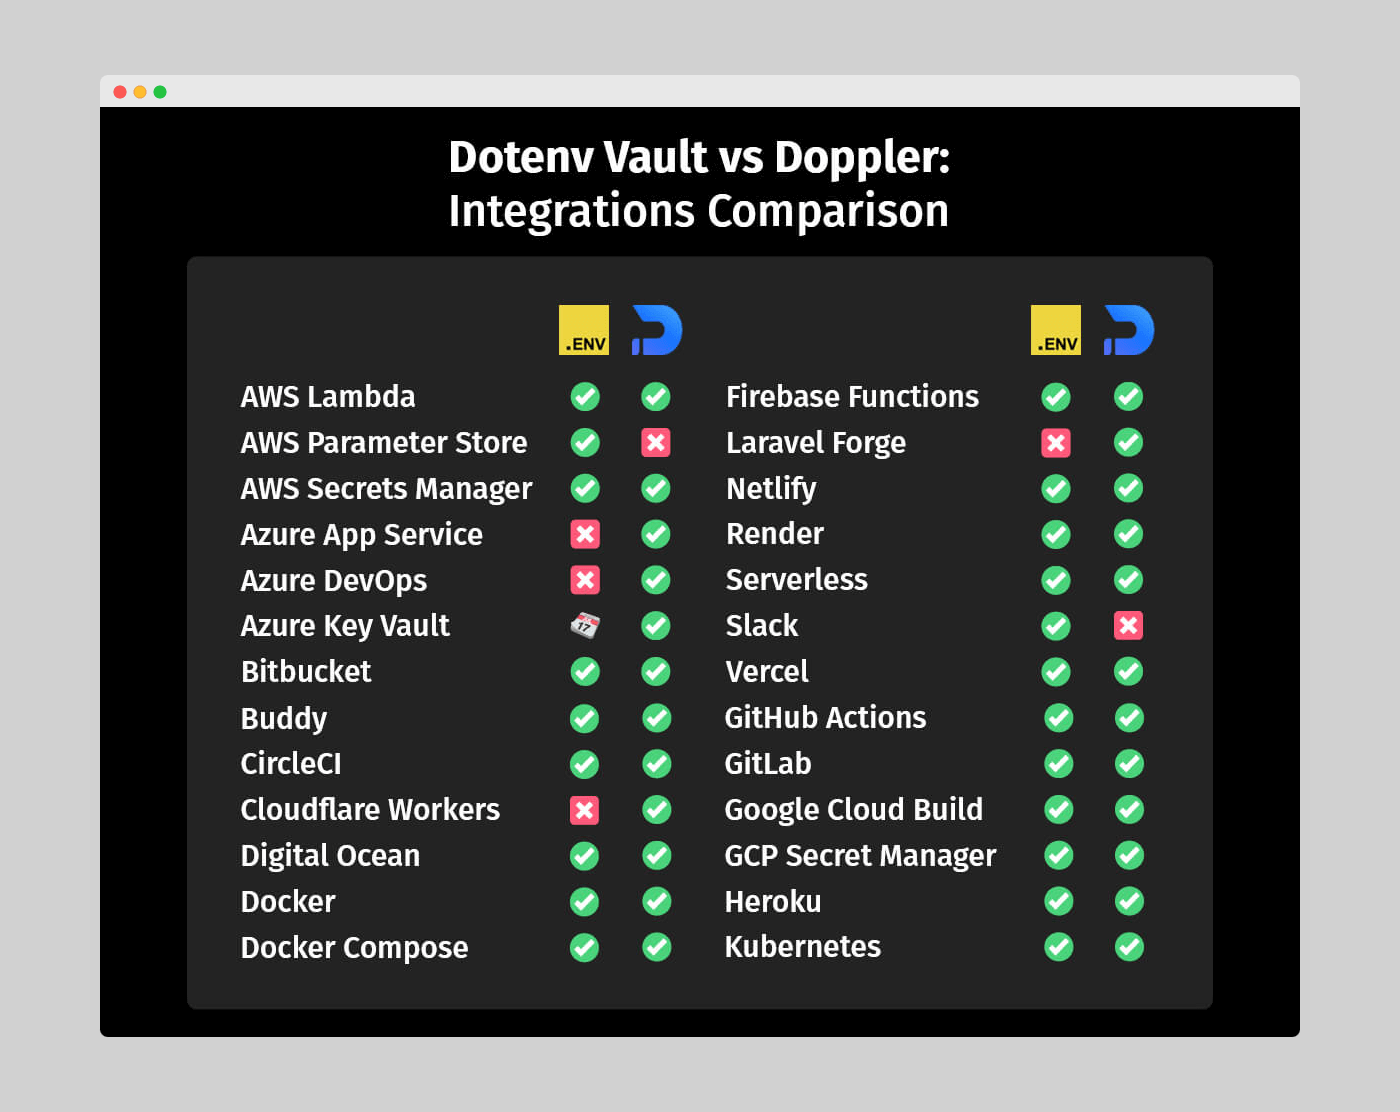 Dotenv Vault vs Doppler:
Integrations Comparison
.ENV
.ENV
AWS Lambda
AWS Parameter Store
AWS Secrets Manager
Azure App Service
Azure DevOps
Azure Key Vault
17
Bitbucket
Buddy
CircleCI
Cloudflare Workers
Digital Ocean
Docker
Docker Compose
Firebase Functions
Laravel Forge
Netlify
Render
Serverless
Slack
Vercel
GitHub Actions
GitLab
Google Cloud Build
GCP Secret Manager
Heroku
Kubernetes